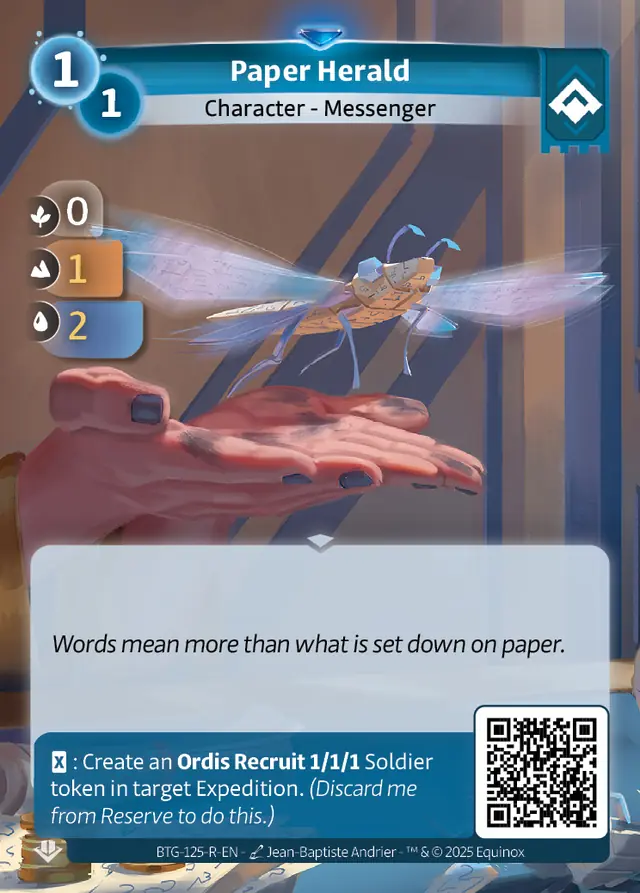 1
Paper Herald
1
Character - Messenger
0
1
2
Words mean more than what is set down on paper.
X : Create an Ordis Recruit 1/1/1 Soldier
token in target Expedition. (Discard me
from Reserve to do this.)
BTG-125-R-EN - Jean-Baptiste Andrier - ™ & © 2025 Equinox